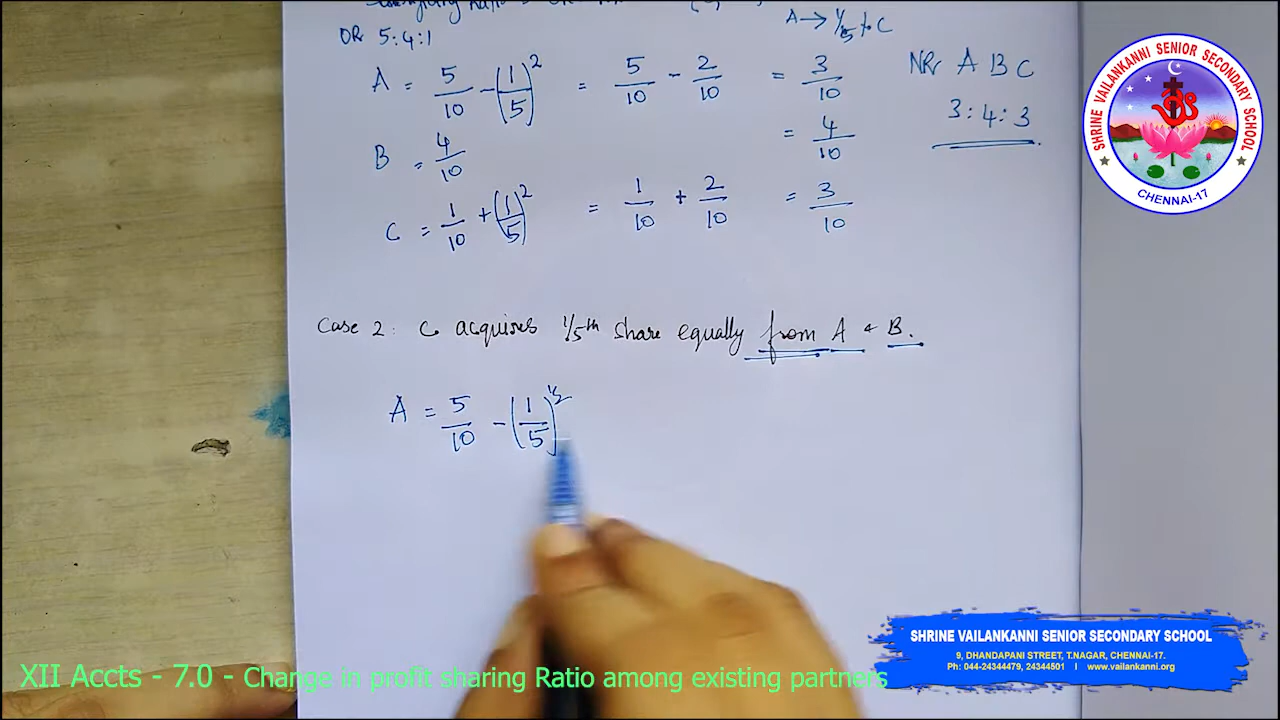 OR 5:4:1
A → 1/5 to C
A = 5/10 - (1/5)² = 5/10 - 2/10 = 3/10
B = 4/10 = 4/10
C = 1/10 + (1/5)² = 1/10 + 2/10 = 3/10
NR A B C
3:4:3
Case 2: C acquires 1/5th share equally from A & B.
A = 5/10 - (1/5)
SHRINE VAILANKANNI SENIOR SECONDARY SCHOOL
CHENNAI-17
SHRINE VAILANKANNI SENIOR SECONDARY SCHOOL
9, DHANDAPANI STREET, T.NAGAR, CHENNAI-17.
Ph: 044-24344479, 24344501 I www.vailankanni.org
XII Accts - 7.0 - Change in profit sharing Ratio among existing partners